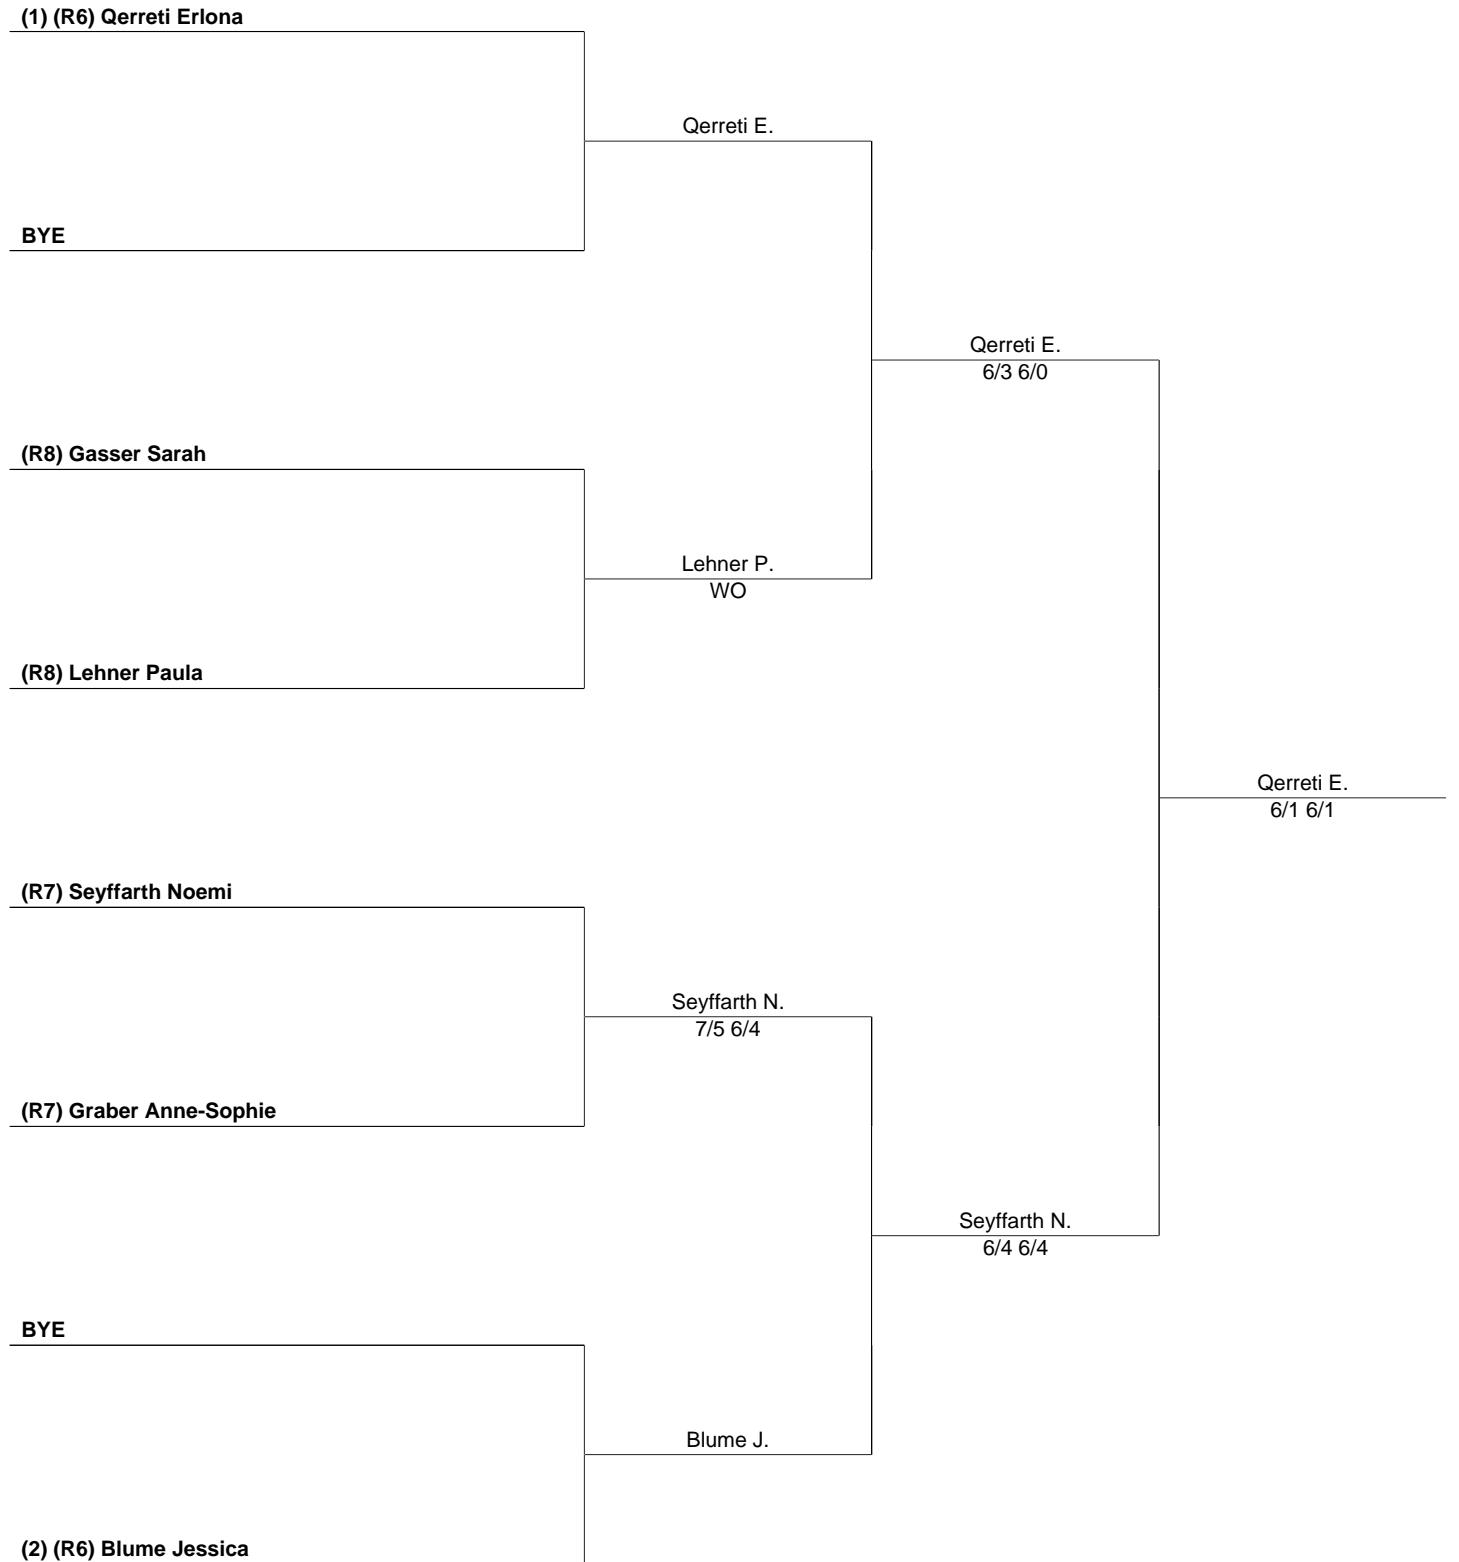 (1) (R6) Qerreti Erlona
Qerreti E.
BYE
Qerreti E.
6/3 6/0
(R8) Gasser Sarah
Lehner P.
WO
(R8) Lehner Paula
Qerreti E.
6/1 6/1
(R7) Seyffarth Noemi
Seyffarth N.
7/5 6/4
(R7) Graber Anne-Sophie
Seyffarth N.
6/4 6/4
BYE
Blume J.
(2) (R6) Blume Jessica